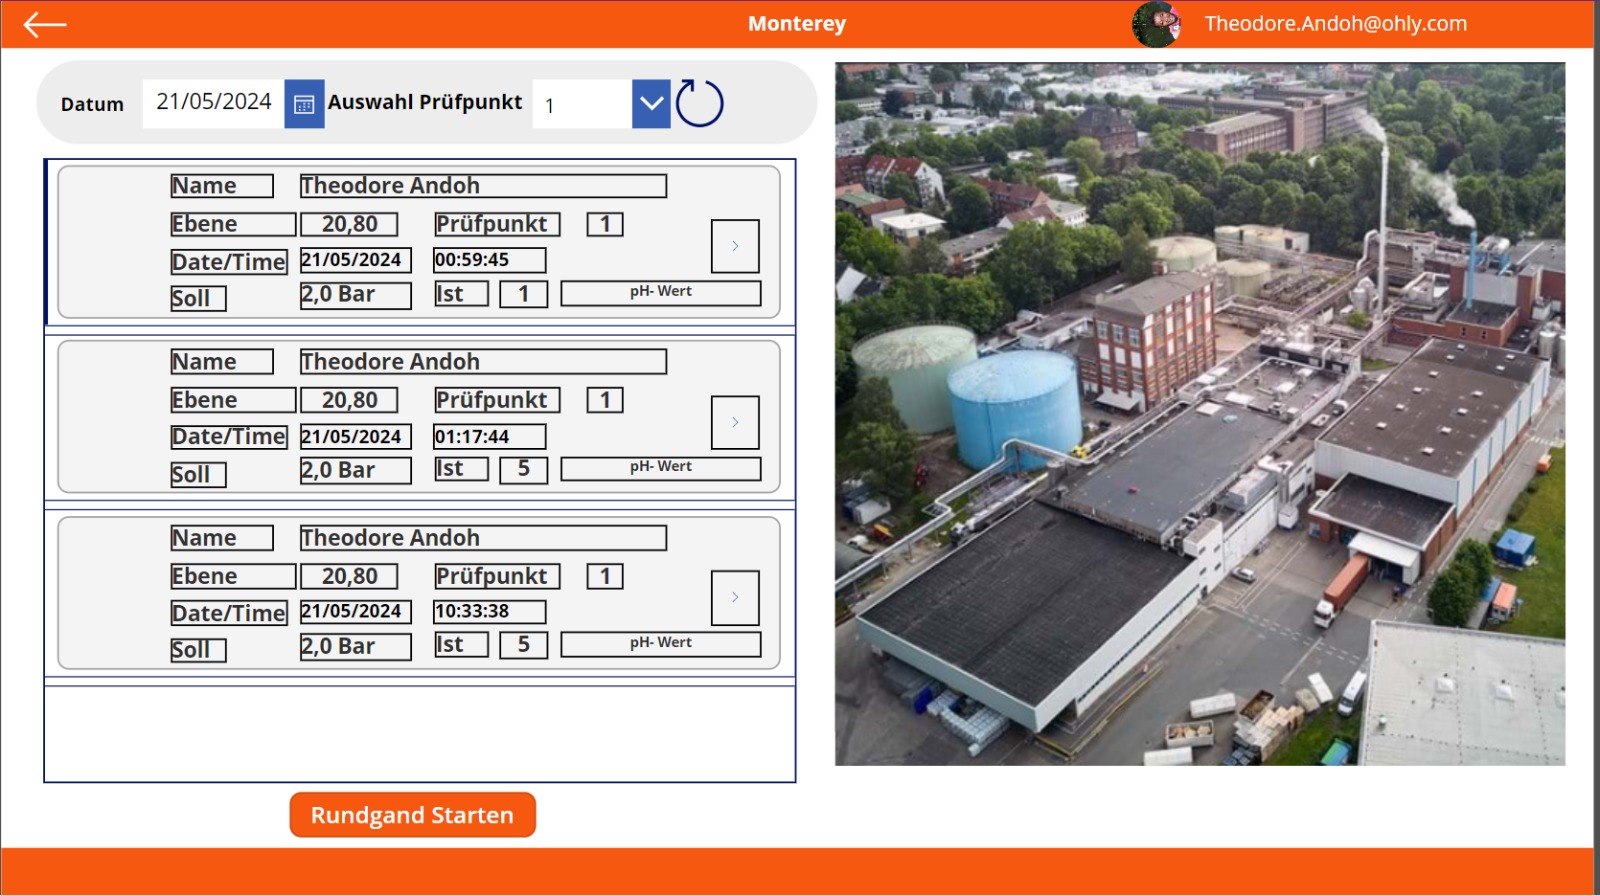 Monterey
Theodore.Andoh@ohly.com
Datum 21/05/2024 Auswahl Prüfpunkt 1
Name Theodore Andoh
Ebene 20,80 Prüfpunkt 1
Date/Time 21/05/2024 00:59:45
Soll 2,0 Bar Ist 1 pH- Wert
Name Theodore Andoh
Ebene 20,80 Prüfpunkt 1
Date/Time 21/05/2024 01:17:44
Soll 2,0 Bar Ist 5 pH- Wert
Name Theodore Andoh
Ebene 20,80 Prüfpunkt 1
Date/Time 21/05/2024 10:33:38
Soll 2,0 Bar Ist 5 pH- Wert
Rundgand Starten